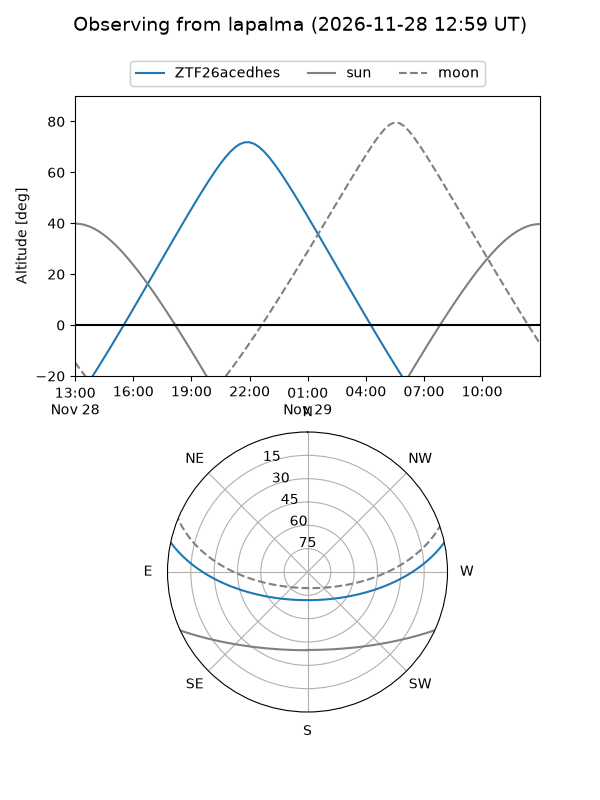 Observing from lapalma (2026-11-28 12:59 UT)
ZTF26acedhes sun moon
Altitude [deg]
80
60
40
20
0
−20
13:00 16:00 19:00 22:00 01:00 04:00 07:00 10:00
Nov 28 Nov 29
N
NE NW
15
30
45
60
75
E W
SE SW
S